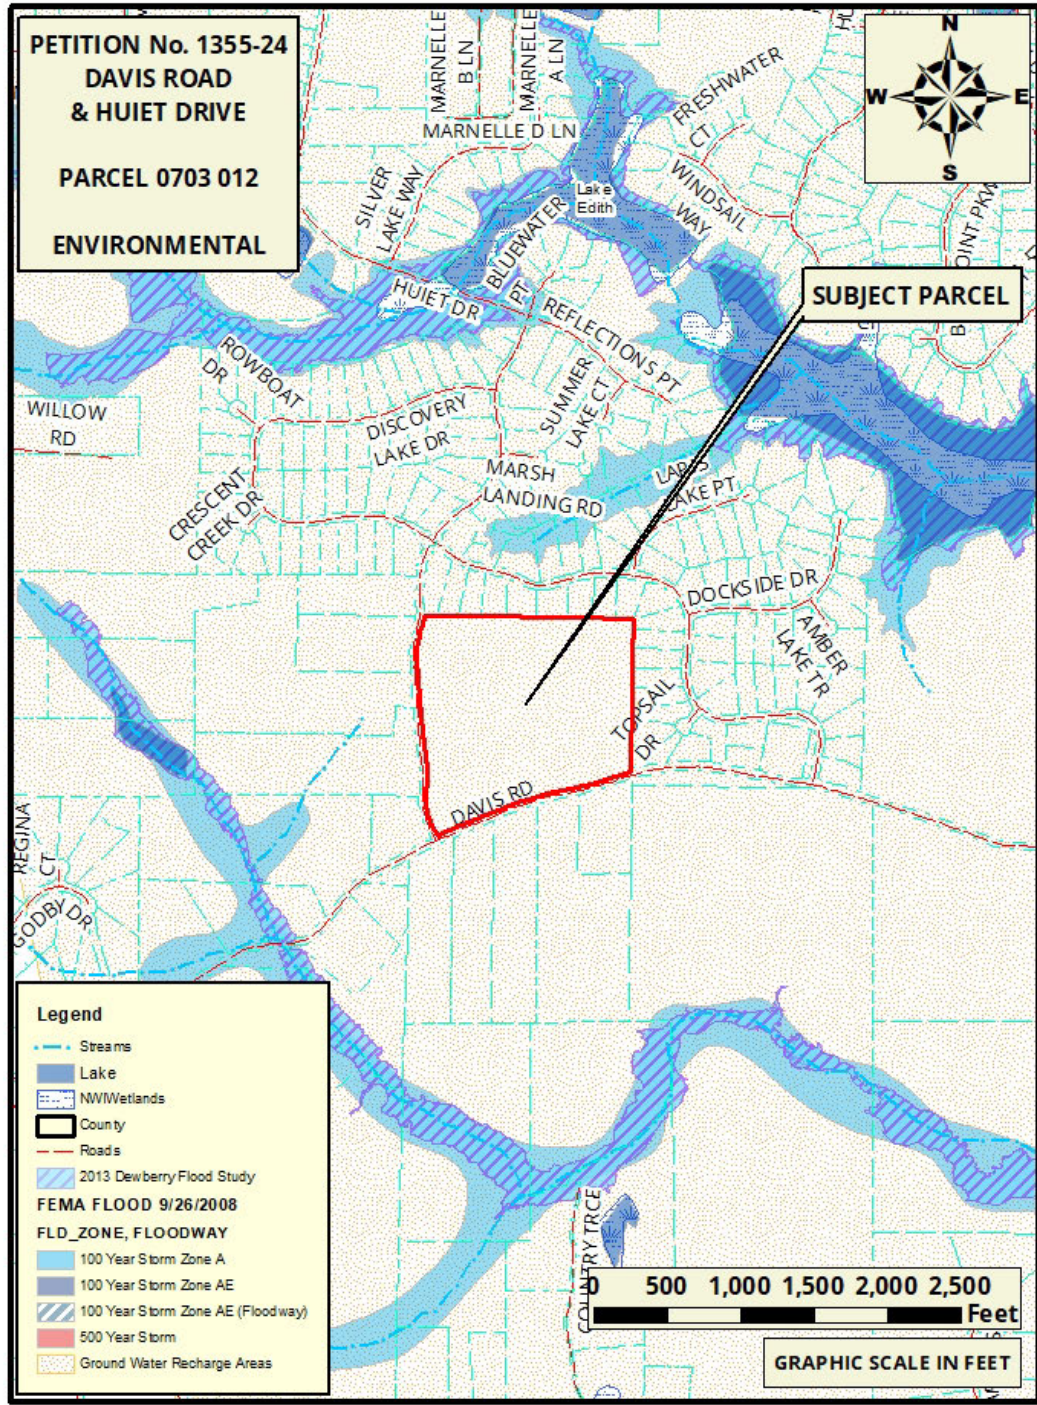 PETITION No. 1355-24
DAVIS ROAD
& HUIET DRIVE
PARCEL 0703 012
ENVIRONMENTAL
MARNELLE
B LN
MARNELLE
A LN
MARNELLE D LN
FRESHWATER
CT
WINDSAIL
WAY
SILVER
LAKE WAY
Lake
Edith
BLUEWATER
PT
HUIET DR
REFLECTIONS PT
N
W
E
S
SUBJECT PARCEL
ROWBOAT
DR
WILLOW
RD
DISCOVERY
LAKE DR
SUMMER
LAKE CT
MARSH
LANDING RD
LAKE PT
CRESCENT
CREEK DR
DOCKSIDE DR
AMBER
LAKE TR
TOPSAIL
DR
DAVIS RD
REGINA
CT
GODBY DR
COUNTRY TRCE
Legend
Streams
Lake
NWIWetlands
County
Roads
2013 Dewberry Flood Study
FEMA FLOOD 9/26/2008
FLD_ZONE, FLOODWAY
100 Year Storm Zone A
100 Year Storm Zone AE
100 Year Storm Zone AE (Floodway)
500 Year Storm
Ground Water Recharge Areas
0 500 1,000 1,500 2,000 2,500
Feet
GRAPHIC SCALE IN FEET